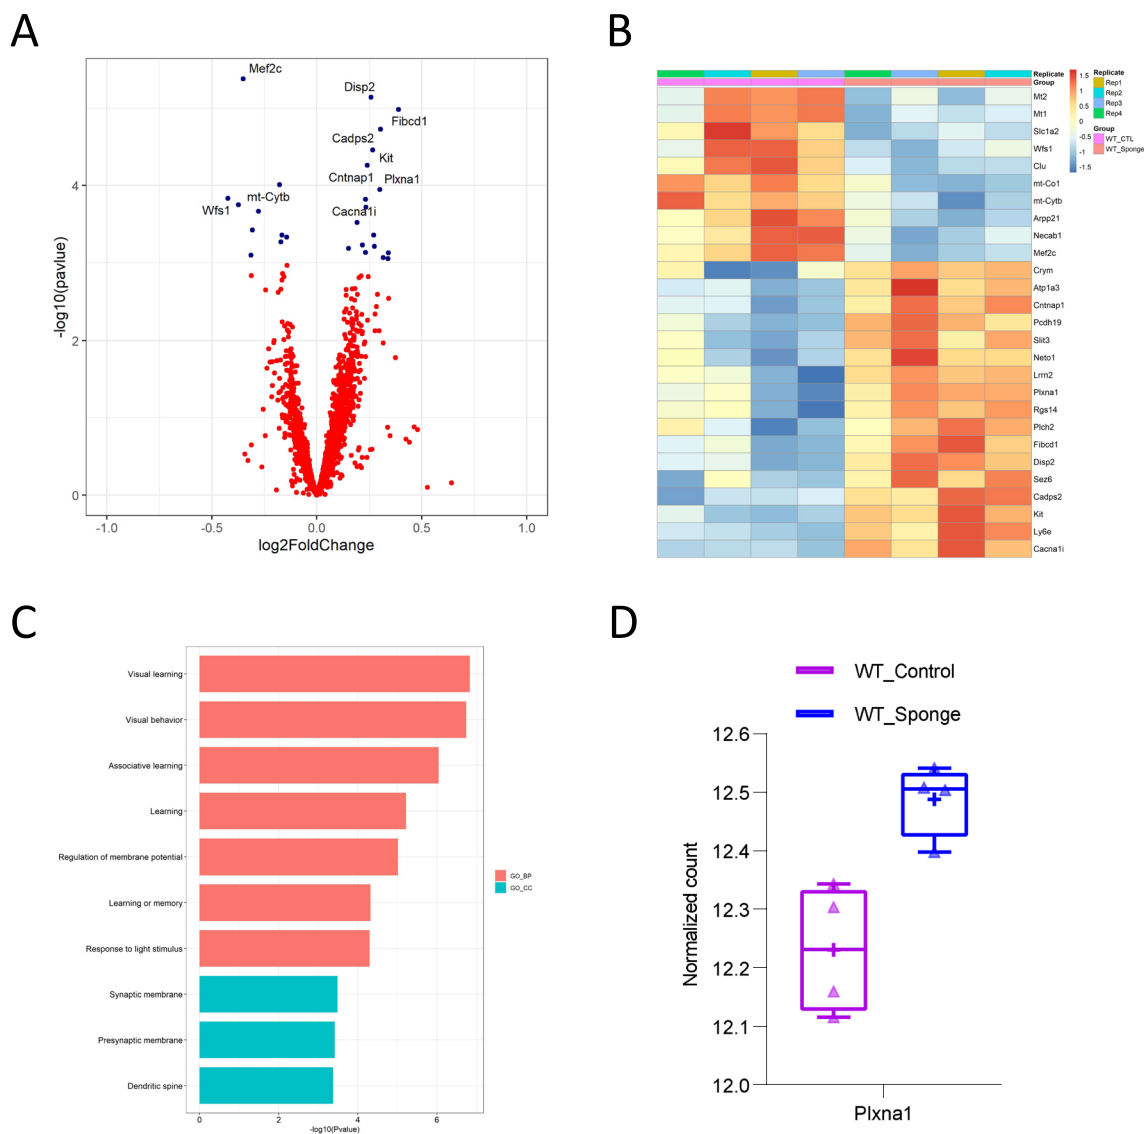 A
B
C
D
Mef2c
Disp2
Fibcd1
Cadps2
Kit
Cntnap1
Plxna1
mt-Cytb
Wfs1
Cacna1i
4
2
0
-1.0
-0.5
0.0
0.5
1.0
log2FoldChange
-log10(pavlue)
Replicate
Group
Mt2
Mt1
Slc1a2
Wfs1
Clu
mt-Co1
mt-Cytb
Arpp21
Necab1
Mef2c
Crym
Atp1a3
Cntnap1
Pcdh19
Slit3
Neto1
Lrrn2
Plxna1
Rgs14
Plch2
Fibcd1
Disp2
Sez6
Cadps2
Kit
Ly6e
Cacna1i
1.5
1
0.5
0
-0.5
-1
-1.5
Replicate
Rep1
Rep2
Rep3
Rep4
Group
WT_CTL
WT_Sponge
Visual learning
Visual behavior
Associative learning
Learning
Regulation of membrane potential
Learning or memory
Response to light stimulus
Synaptic membrane
Presynaptic membrane
Dendritic spine
0
2
4
6
-log10(Pvalue)
GO_BP
GO_CC
WT_Control
WT_Sponge
12.6
12.5
12.4
12.3
12.2
12.1
12.0
Normalized count
Plxna1